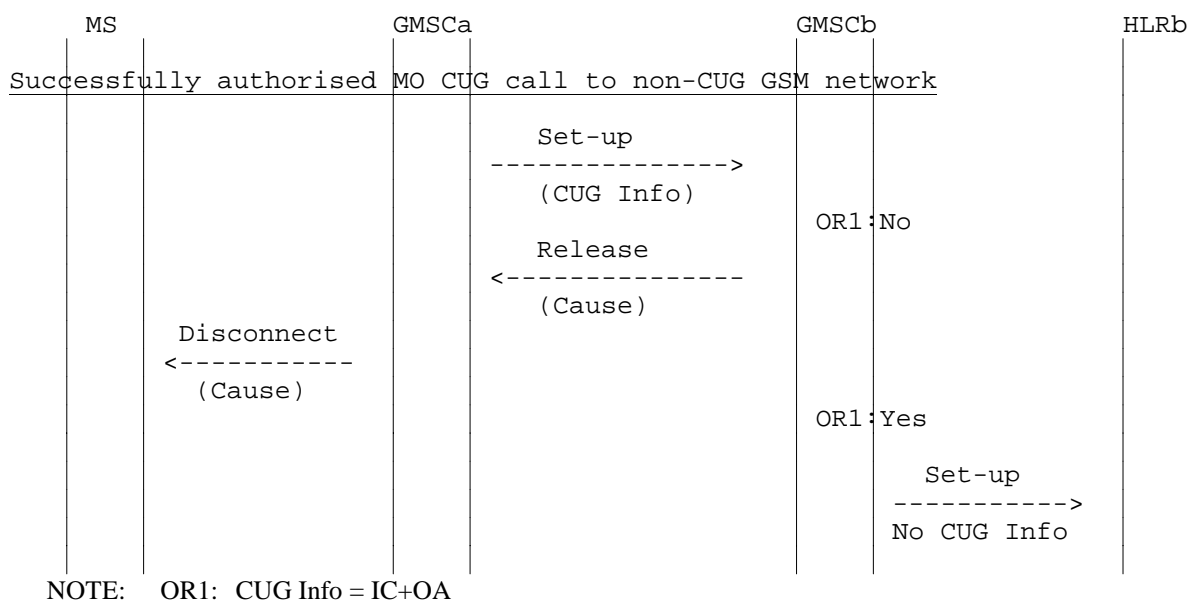 MS GMSCa GMSCb HLRb
Successfully authorised MO CUG call to non-CUG GSM network
Set-up
--------------->
(CUG Info)
OR1:No
Release
<---------------
(Cause)
Disconnect
<-----------
(Cause)
OR1:Yes
Set-up
----------->
No CUG Info
NOTE: OR1: CUG Info = IC+OA